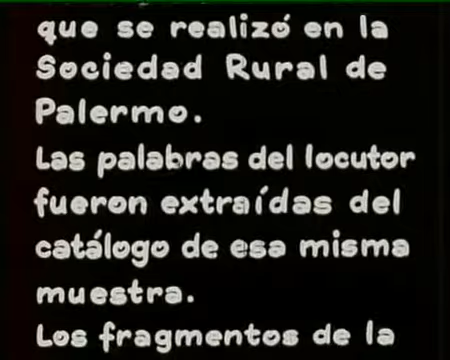 que se realizó en la
Sociedad Rural de
Palermo.
Las palabras del locutor
fueron extraídas del
catálogo de esa misma
muestra.
Los fragmentos de la